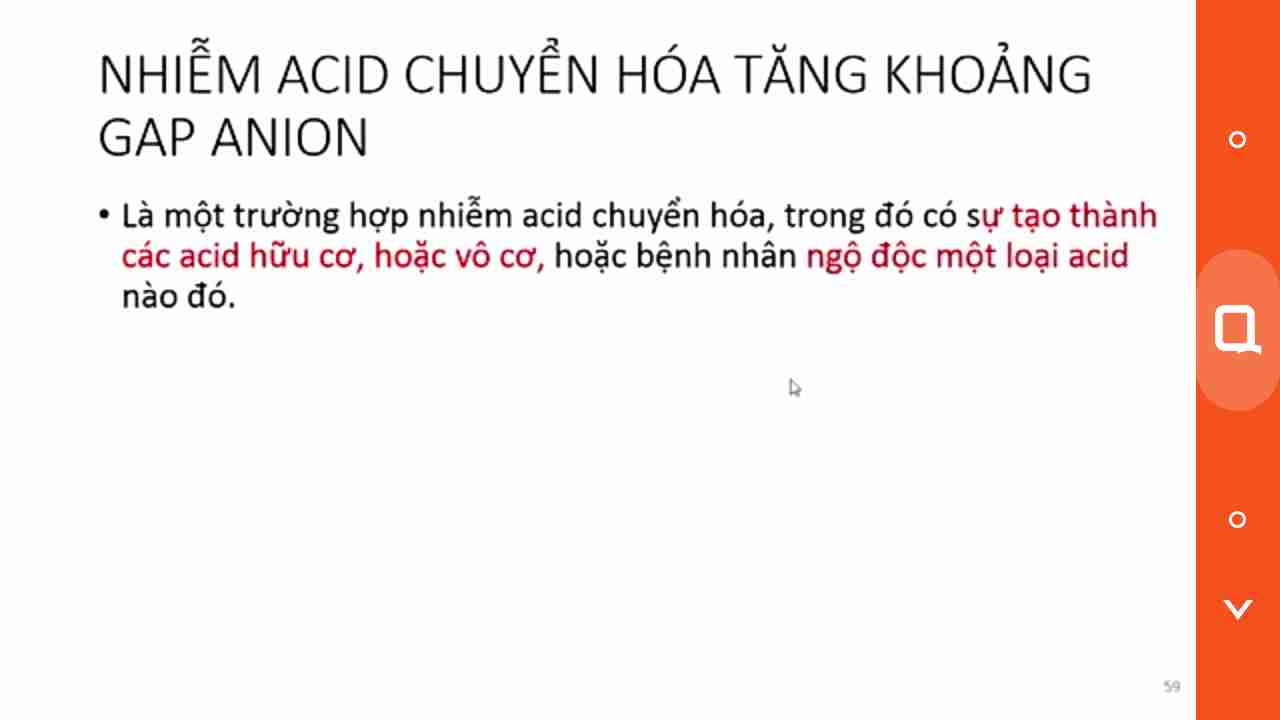 NHIỄM ACID CHUYỂN HÓA TĂNG KHOẢNG
GAP ANION
• Là một trường hợp nhiễm acid chuyển hóa, trong đó có sự tạo thành
các acid hữu cơ, hoặc vô cơ, hoặc bệnh nhân ngộ độc một loại acid
nào đó.
59